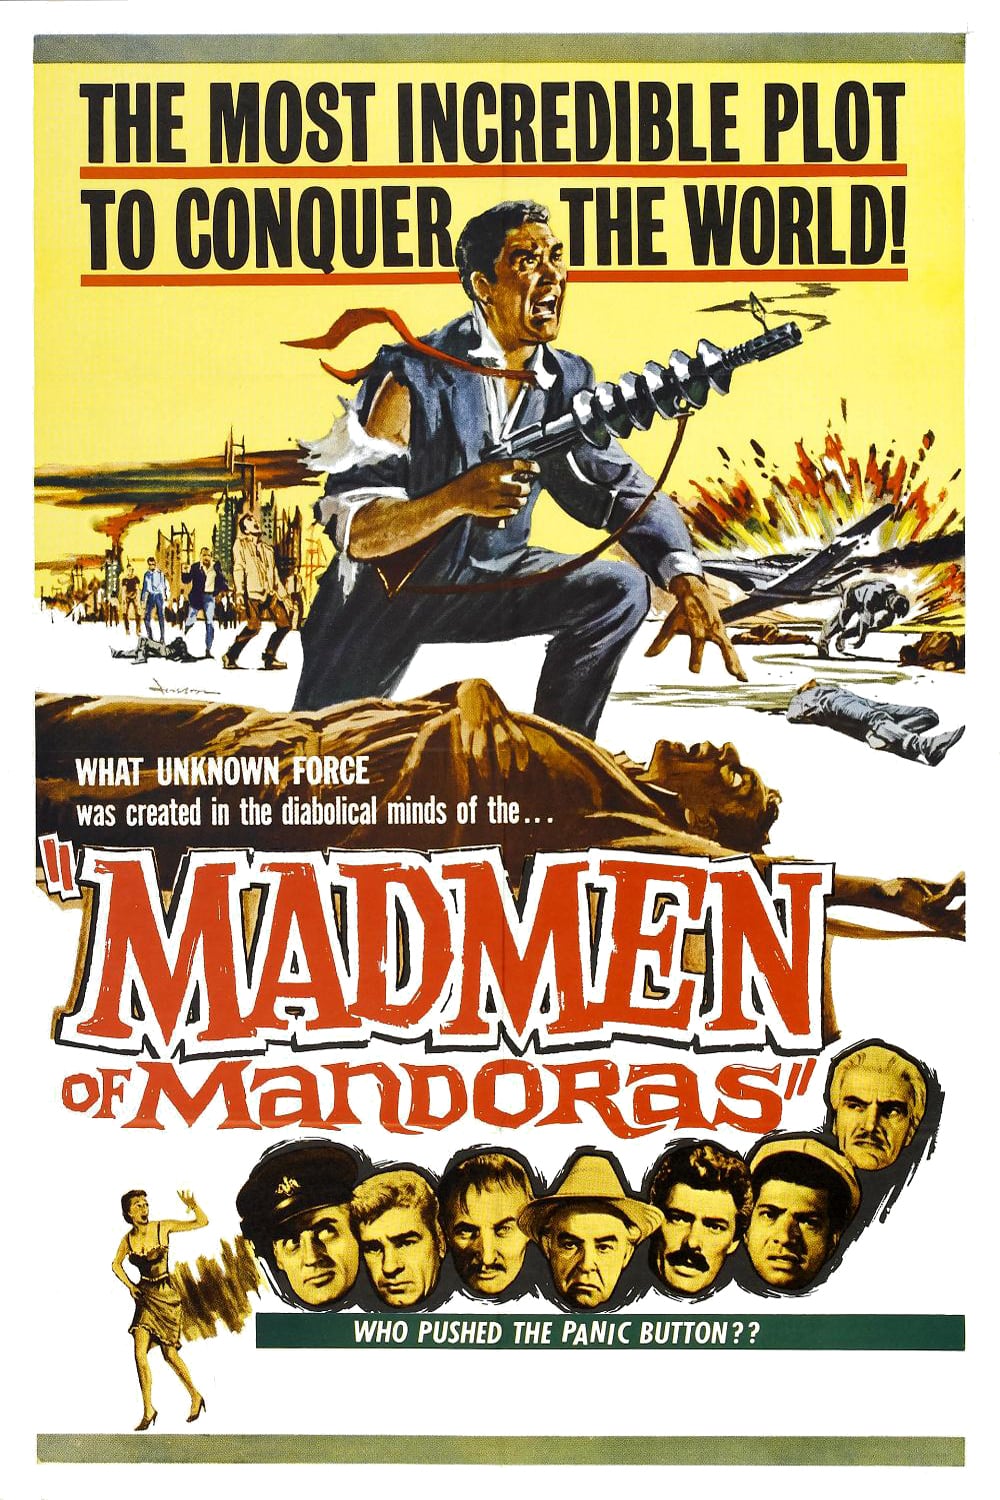 THE MOST INCREDIBLE PLOT
TO CONQUER THE WORLD!
WHAT UNKNOWN FORCE
was created in the diabolical minds of the...
"MADMEN
OF MANDORAS"
WHO PUSHED THE PANIC BUTTON??